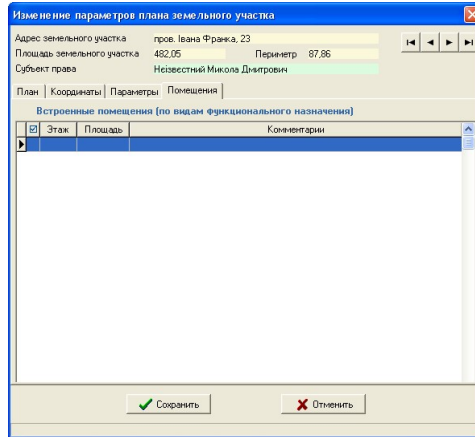 Изменение параметров плана земельного участка
Адрес земельного участка пров. Івана Франка, 23
Площадь земельного участка 482,05 Периметр 87,86
Субъект права Неізвестний Микола Дмитрович
План Координаты Параметры Помещения
Встроенные помещения (по видам функционального назначения)
Этаж Площадь Комментарии
Сохранить Отменить